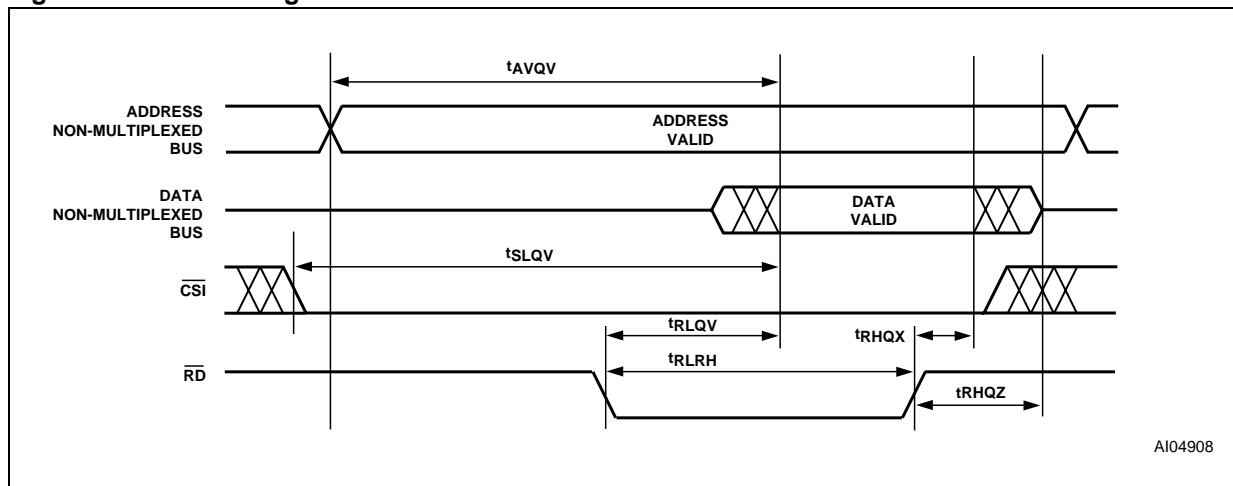 tAVQV
ADDRESS
NON-MULTIPLEXED
BUS
ADDRESS
VALID
DATA
NON-MULTIPLEXED
BUS
DATA
VALID
tSLQV
CSI
tRLQV
tRHQX
tRLRH
RD
tRHQZ
AI04908